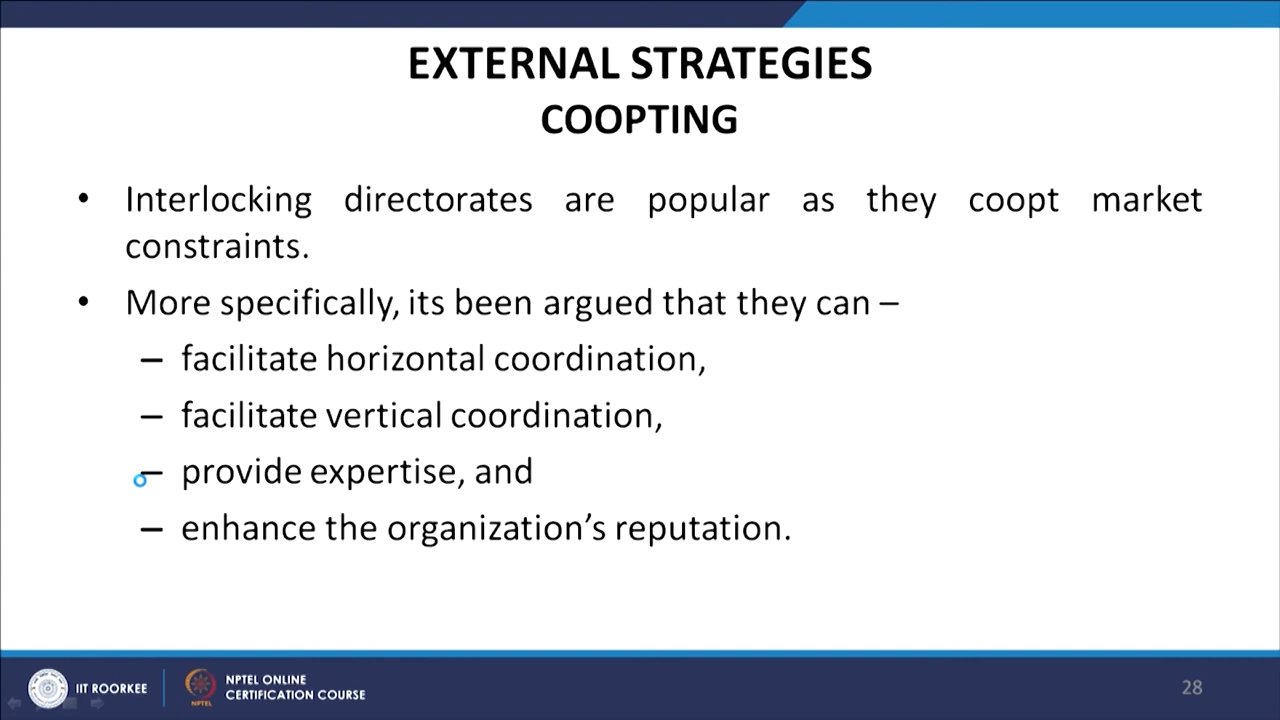 EXTERNAL STRATEGIES
COOPTING
• Interlocking directorates are popular as they coopt market
constraints.
• More specifically, its been argued that they can –
– facilitate horizontal coordination,
– facilitate vertical coordination,
– provide expertise, and
– enhance the organization’s reputation.
IIT ROORKEE
NPTEL
NPTEL ONLINE
CERTIFICATION COURSE
28